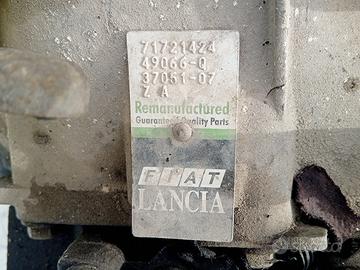 71721424
49066-Q
37051-07
Z A
Remanufactured
Guaranteed Quality Parts
FIAT
LANCIA